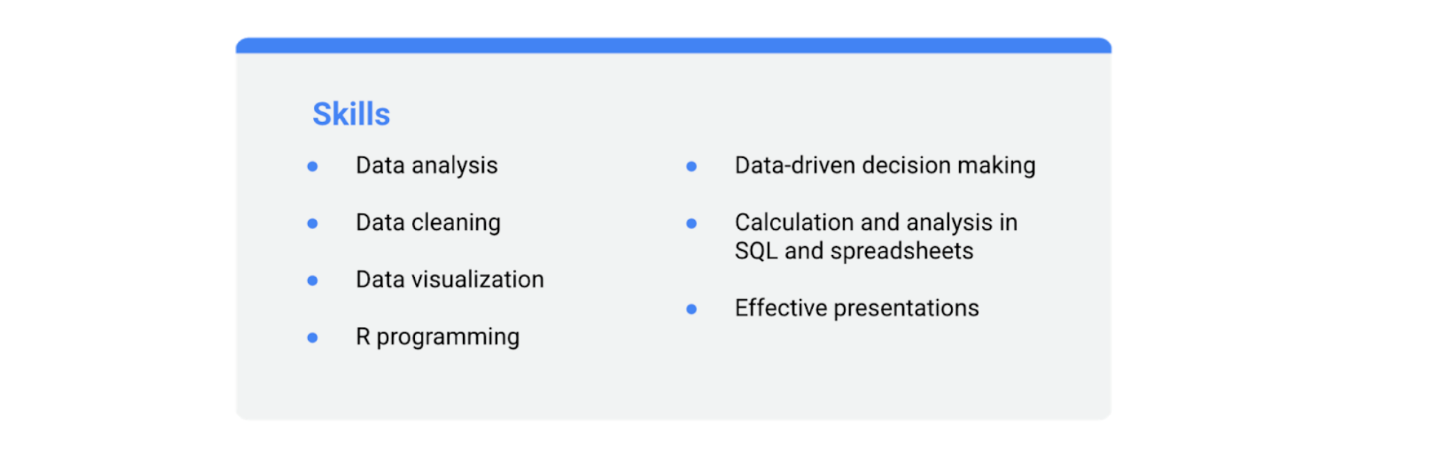 Skills
Data analysis
Data cleaning
Data visualization
R programming
Data-driven decision making
Calculation and analysis in
SQL and spreadsheets
Effective presentations